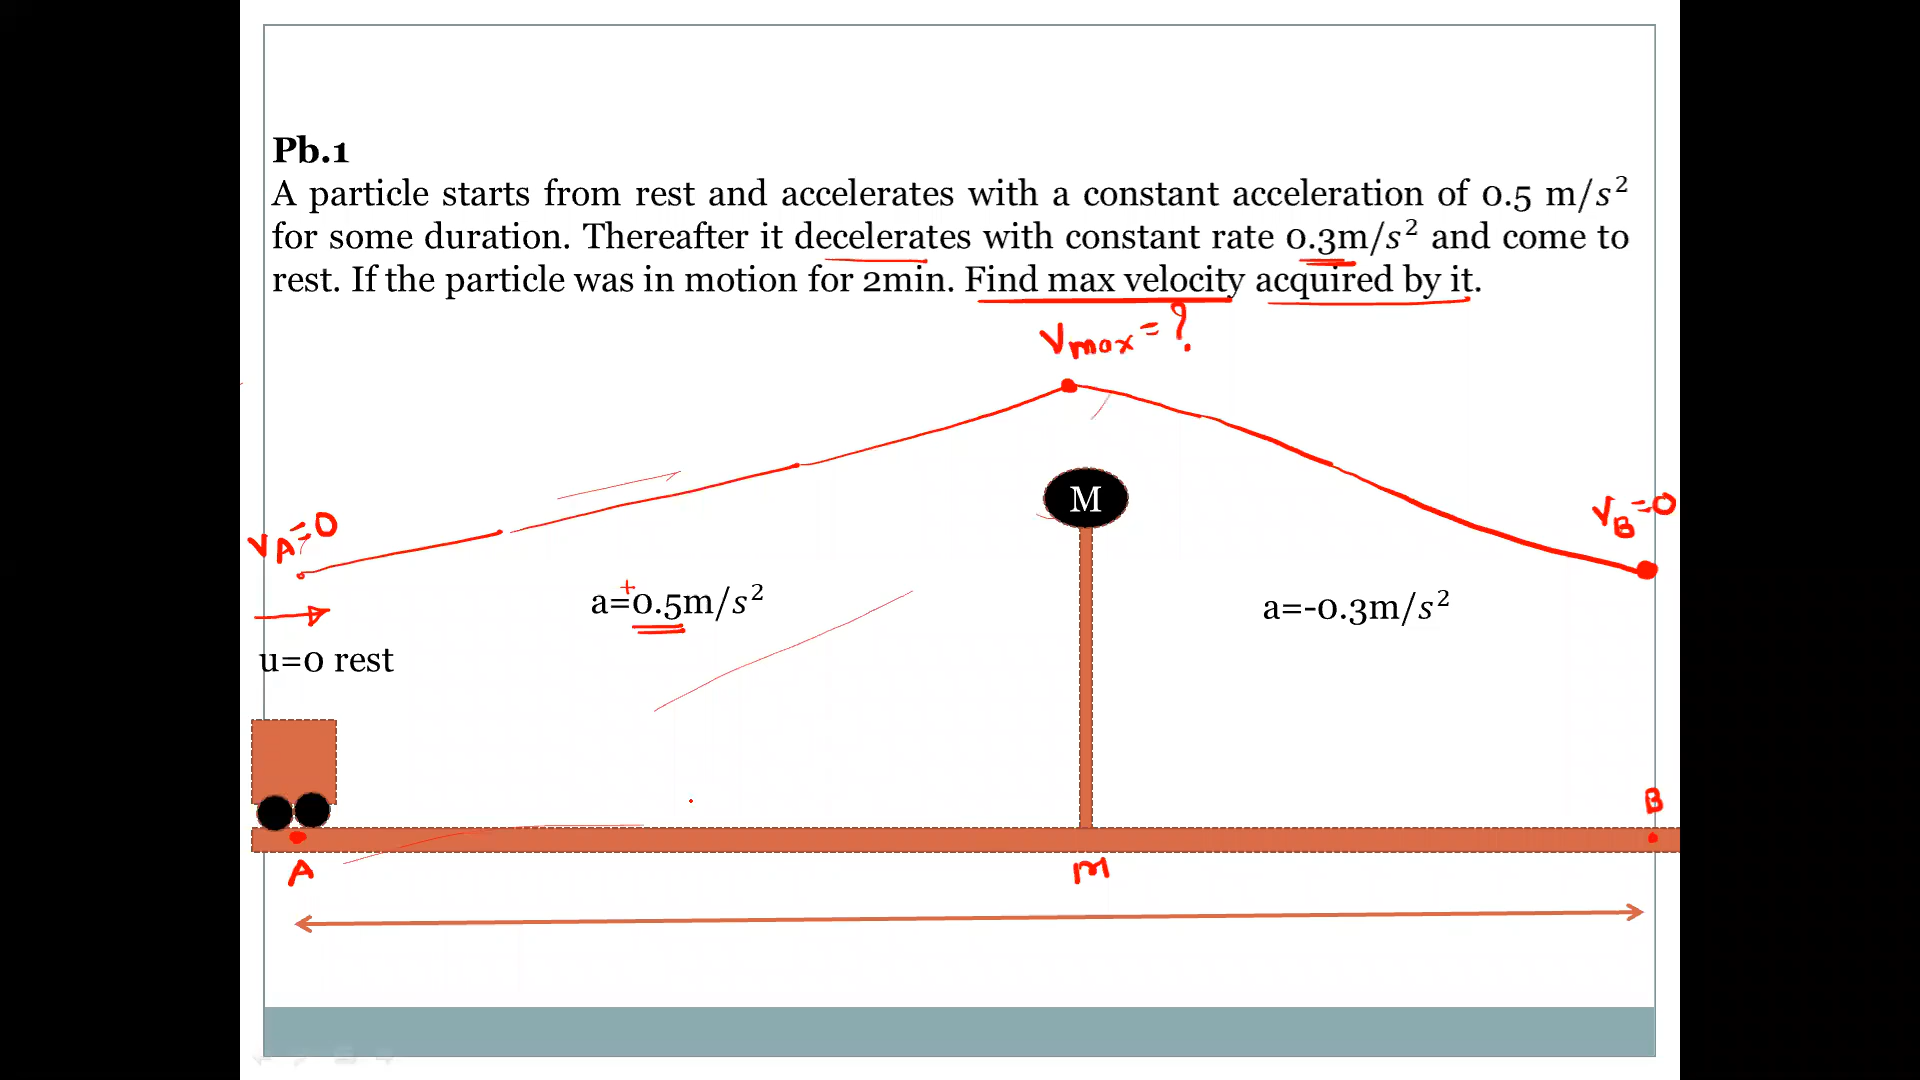 Pb.1
A particle starts from rest and accelerates with a constant acceleration of 0.5 m/s²
for some duration. Thereafter it decelerates with constant rate 0.3m/s² and come to
rest. If the particle was in motion for 2min. Find max velocity acquired by it.
Vmax=?
M
VA=0
VB=0
+
a=0.5m/s²
a=-0.3m/s²
u=0 rest
B
A
m